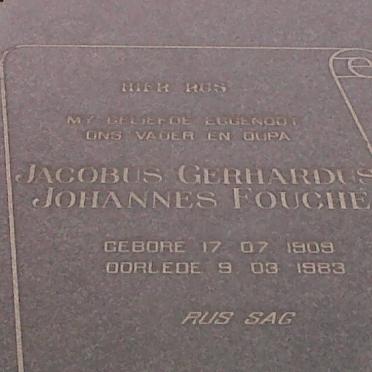 HIER RUS
MY GELIEFDE EGGENOOT
ONS VADER EN OUPA
JACOBUS GERHARDUS
JOHANNES FOUCHE
GEBORE 17 07 1909
OORLEDE 9 03 1983
RUS SAG